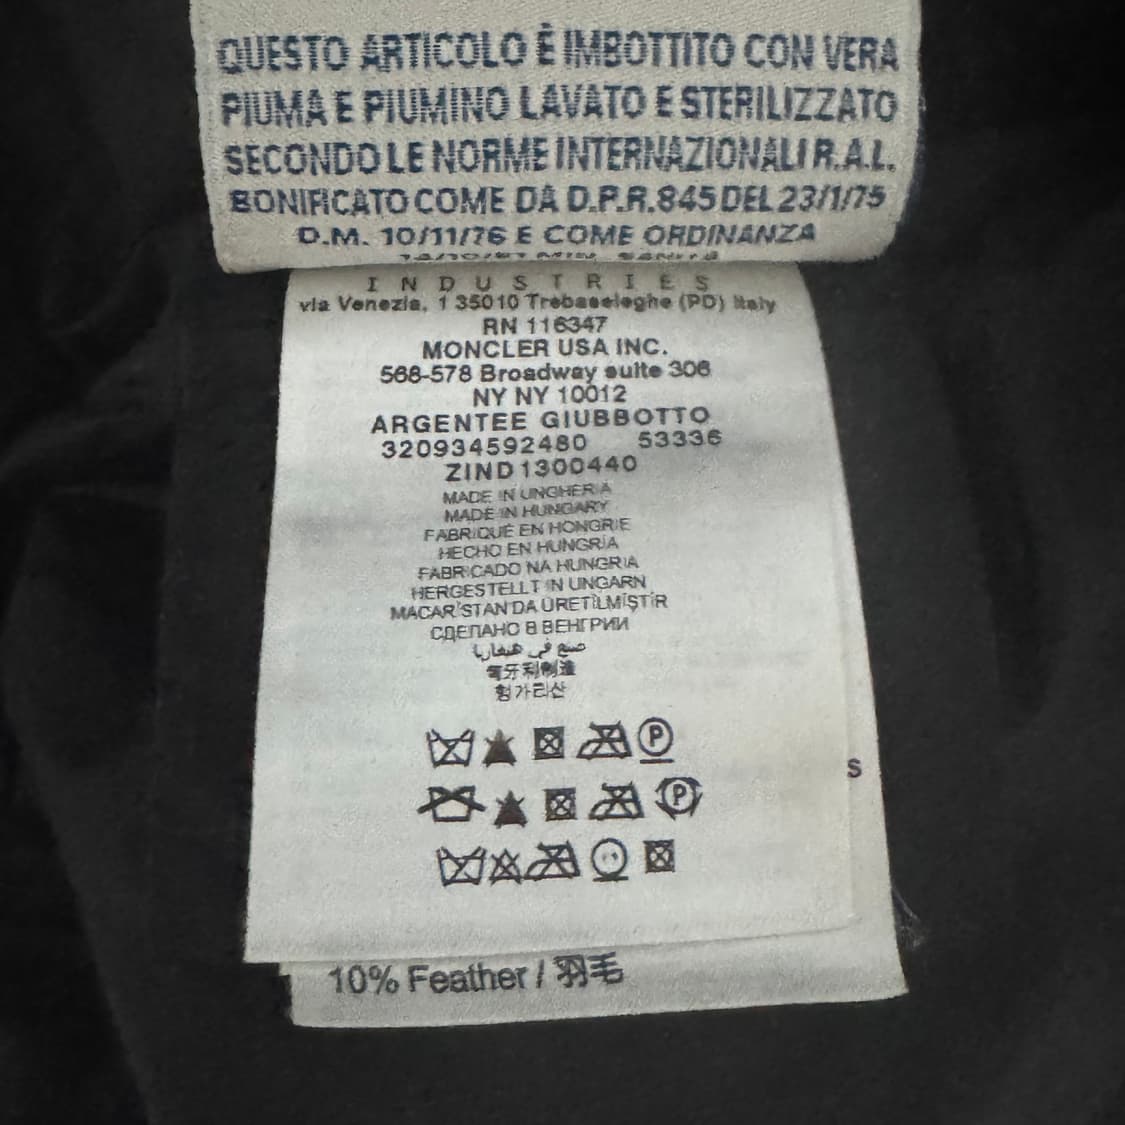 QUESTO ARTICOLO È IMBOTTITO CON VERA
PIUMA E PIUMINO LAVATO E STERILIZZATO
SECONDO LE NORME INTERNAZIONALI R.A.L.
BONIFICATO COME DA D.P.R.845 DEL 23/1/75
D.M. 10/11/76 E COME ORDINANZA
INDUSTRIES
via Venezia, 1 35010 Trebaseleghe (PD) Italy
RN 116347
MONCLER USA INC.
568-578 Broadway suite 306
NY NY 10012
ARGENTEE GIUBBOTTO
320934592480 53336
ZIND1300440
MADE IN UNGHERIA
MADE IN HUNGARY
FABRIQUÉ EN HONGRIE
HECHO EN HUNGRÍA
FABRICADO NA HUNGRIA
HERGESTELLT IN UNGARN
MACARİSTAN'DA ÜRETİLMİŞTİR
СДЕЛАНО В ВЕНГРИИ
صنع في هنغاريا
匈牙利制造
헝가리산
P
P
S
10% Feather / 羽毛